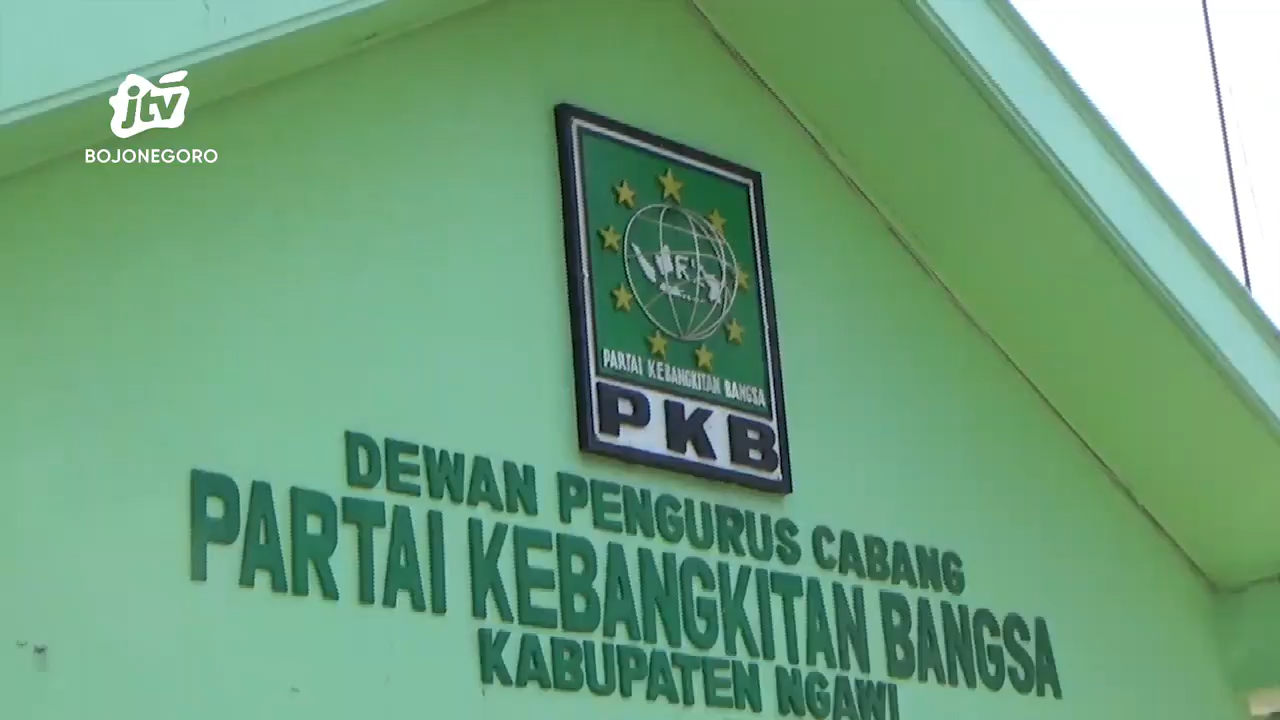 jtv
BOJONEGORO
PARTAI KEBANGKITAN BANGSA
PKB
DEWAN PENGURUS CABANG
PARTAI KEBANGKITAN BANGSA
KABUPATEN NGAWI